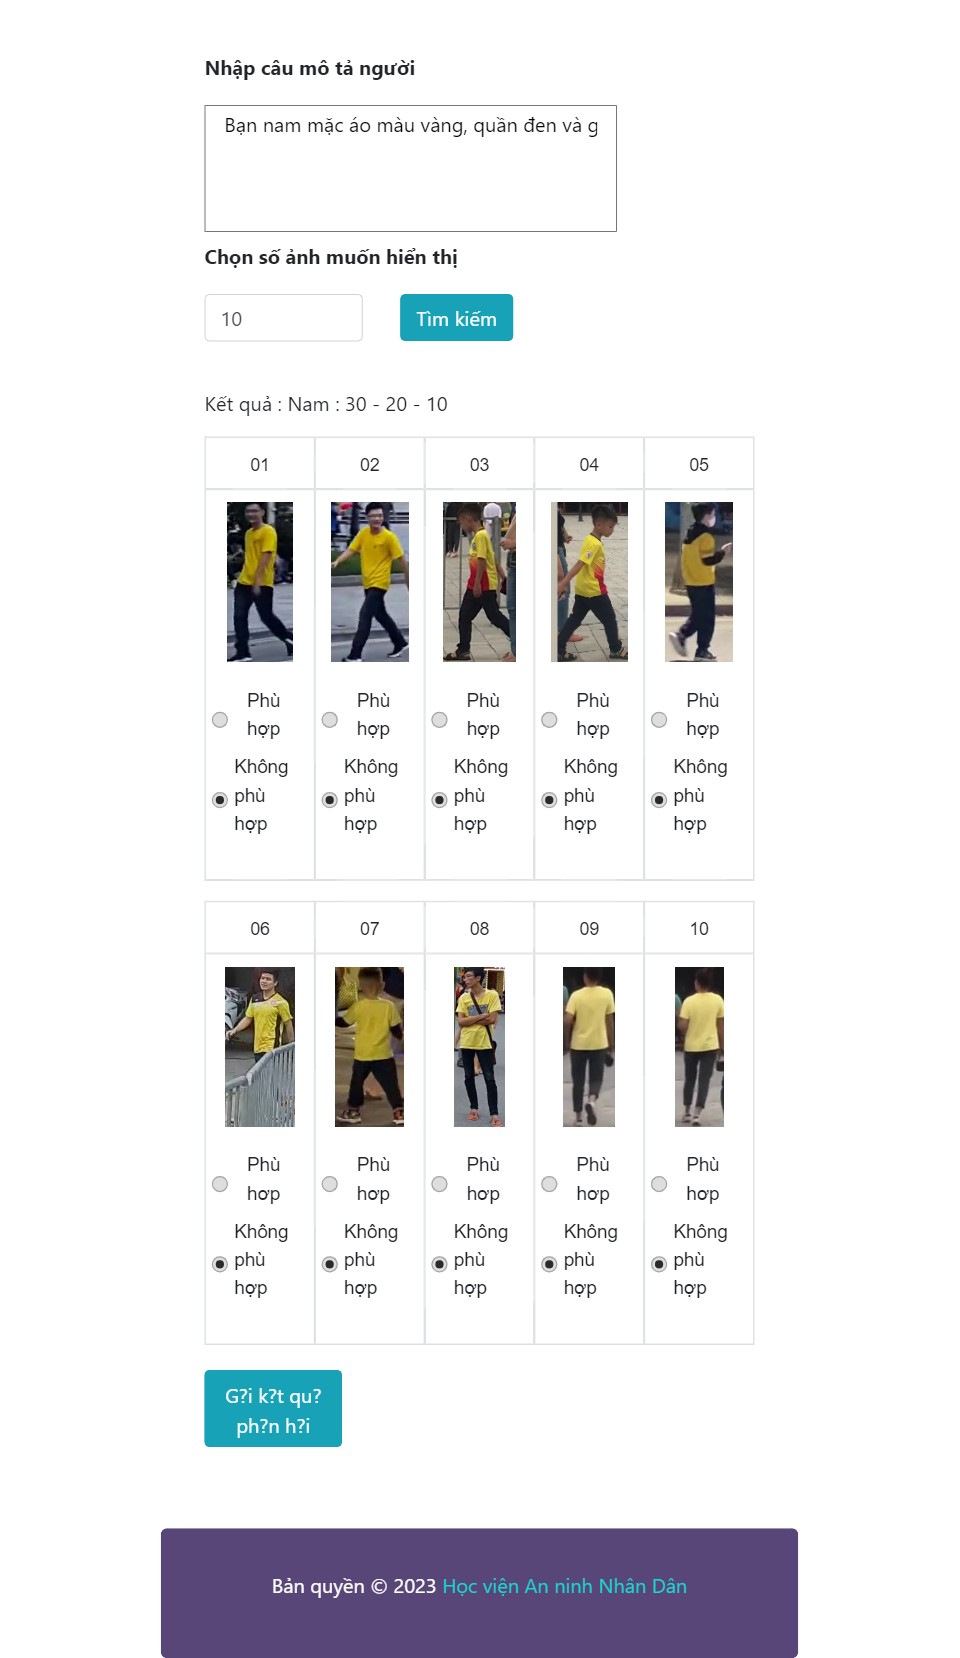 Nhập câu mô tả người
Bạn nam mặc áo màu vàng, quần đen và g
Chọn số ảnh muốn hiển thị
10
Tìm kiếm
Kết quả : Nam : 30 - 20 - 10
01 02 03 04 05
Phù Phù Phù Phù Phù
hợp hợp hợp hợp hợp
Không Không Không Không Không
phù phù phù phù phù
hợp hợp hợp hợp hợp
06 07 08 09 10
Phù Phù Phù Phù Phù
hơp hơp hơp hơp hơp
Không Không Không Không Không
phù phù phù phù phù
hợp hợp hợp hợp hợp
G?i k?t qu?
ph?n h?i
Bản quyền © 2023 Học viện An ninh Nhân Dân